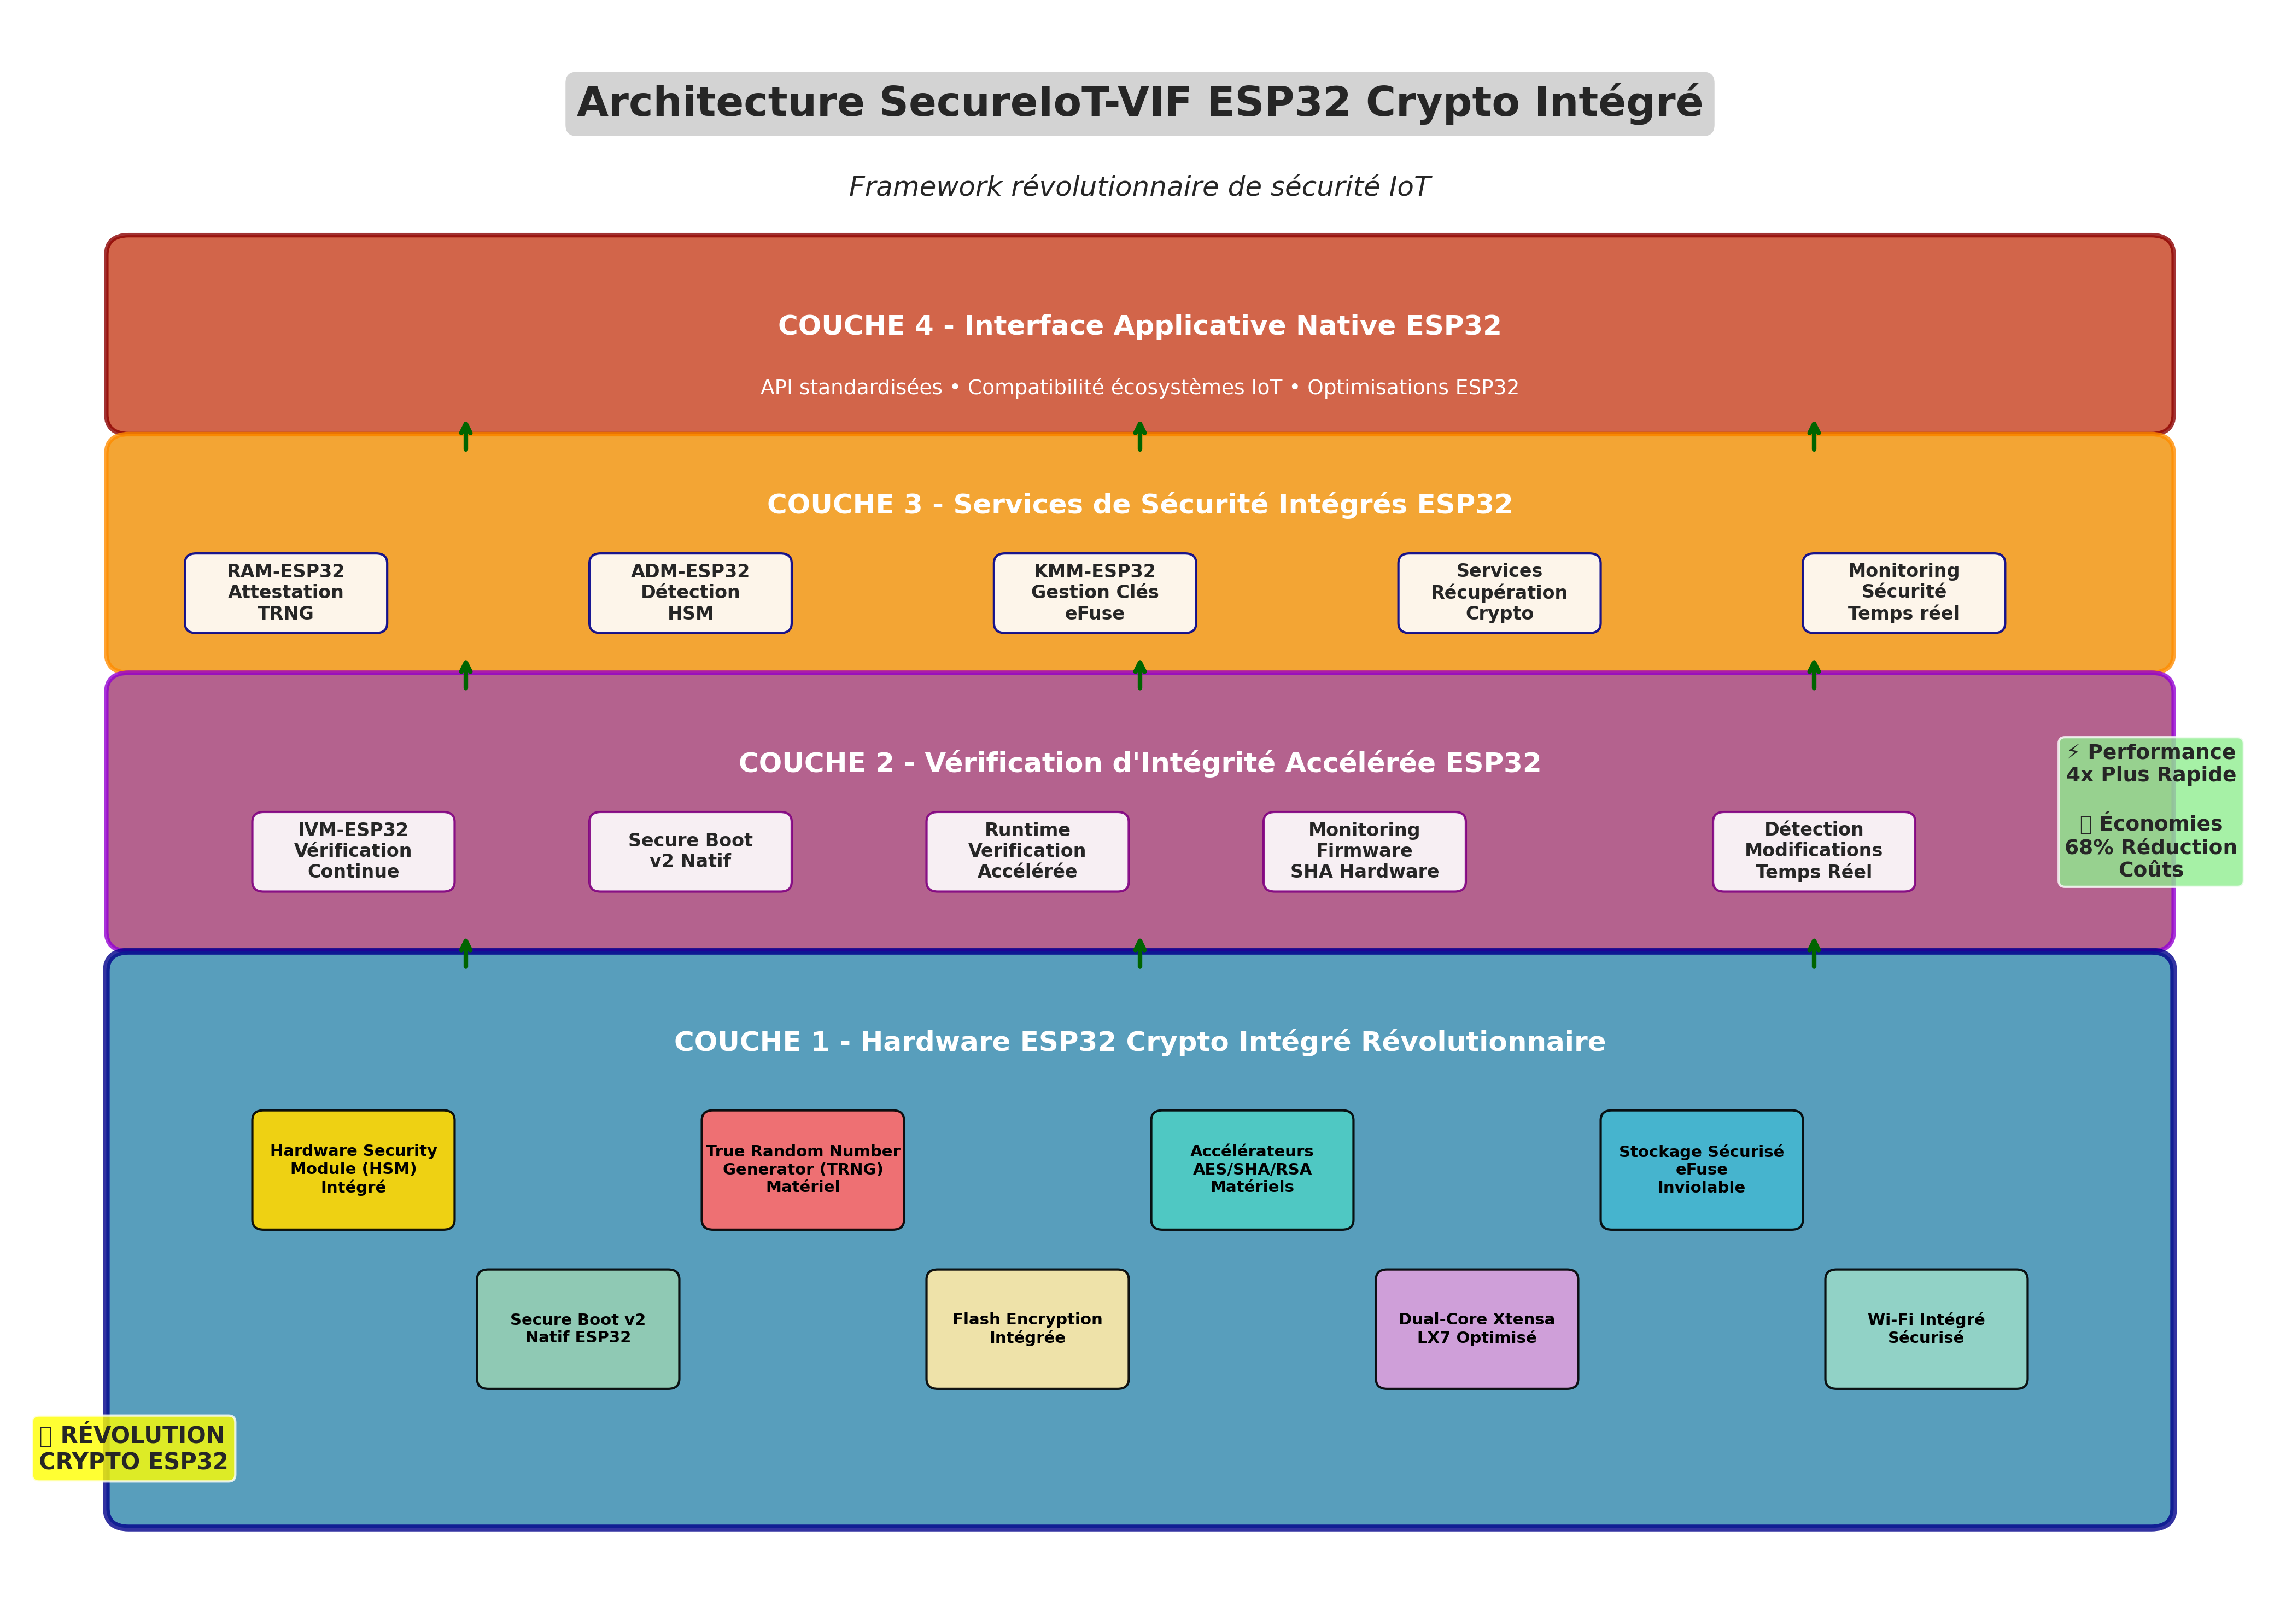 Architecture SecureIoT-VIF ESP32 Crypto Intégré
Framework révolutionnaire de sécurité IoT
COUCHE 4 - Interface Applicative Native ESP32
API standardisées • Compatibilité écosystèmes IoT • Optimisations ESP32
COUCHE 3 - Services de Sécurité Intégrés ESP32
RAM-ESP32
Attestation
TRNG
ADM-ESP32
Détection
HSM
KMM-ESP32
Gestion Clés
eFuse
Services
Récupération
Crypto
Monitoring
Sécurité
Temps réel
COUCHE 2 - Vérification d'Intégrité Accélérée ESP32
IVM-ESP32
Vérification
Continue
Secure Boot
v2 Natif
Runtime
Verification
Accélérée
Monitoring
Firmware
SHA Hardware
Détection
Modifications
Temps Réel
⚡ Performance
4x Plus Rapide
Économies
68% Réduction
Coûts
COUCHE 1 - Hardware ESP32 Crypto Intégré Révolutionnaire
Hardware Security
Module (HSM)
Intégré
True Random Number
Generator (TRNG)
Matériel
Accélérateurs
AES/SHA/RSA
Matériels
Stockage Sécurisé
eFuse
Inviolable
Secure Boot v2
Natif ESP32
Flash Encryption
Intégrée
Dual-Core Xtensa
LX7 Optimisé
Wi-Fi Intégré
Sécurisé
RÉVOLUTION
CRYPTO ESP32